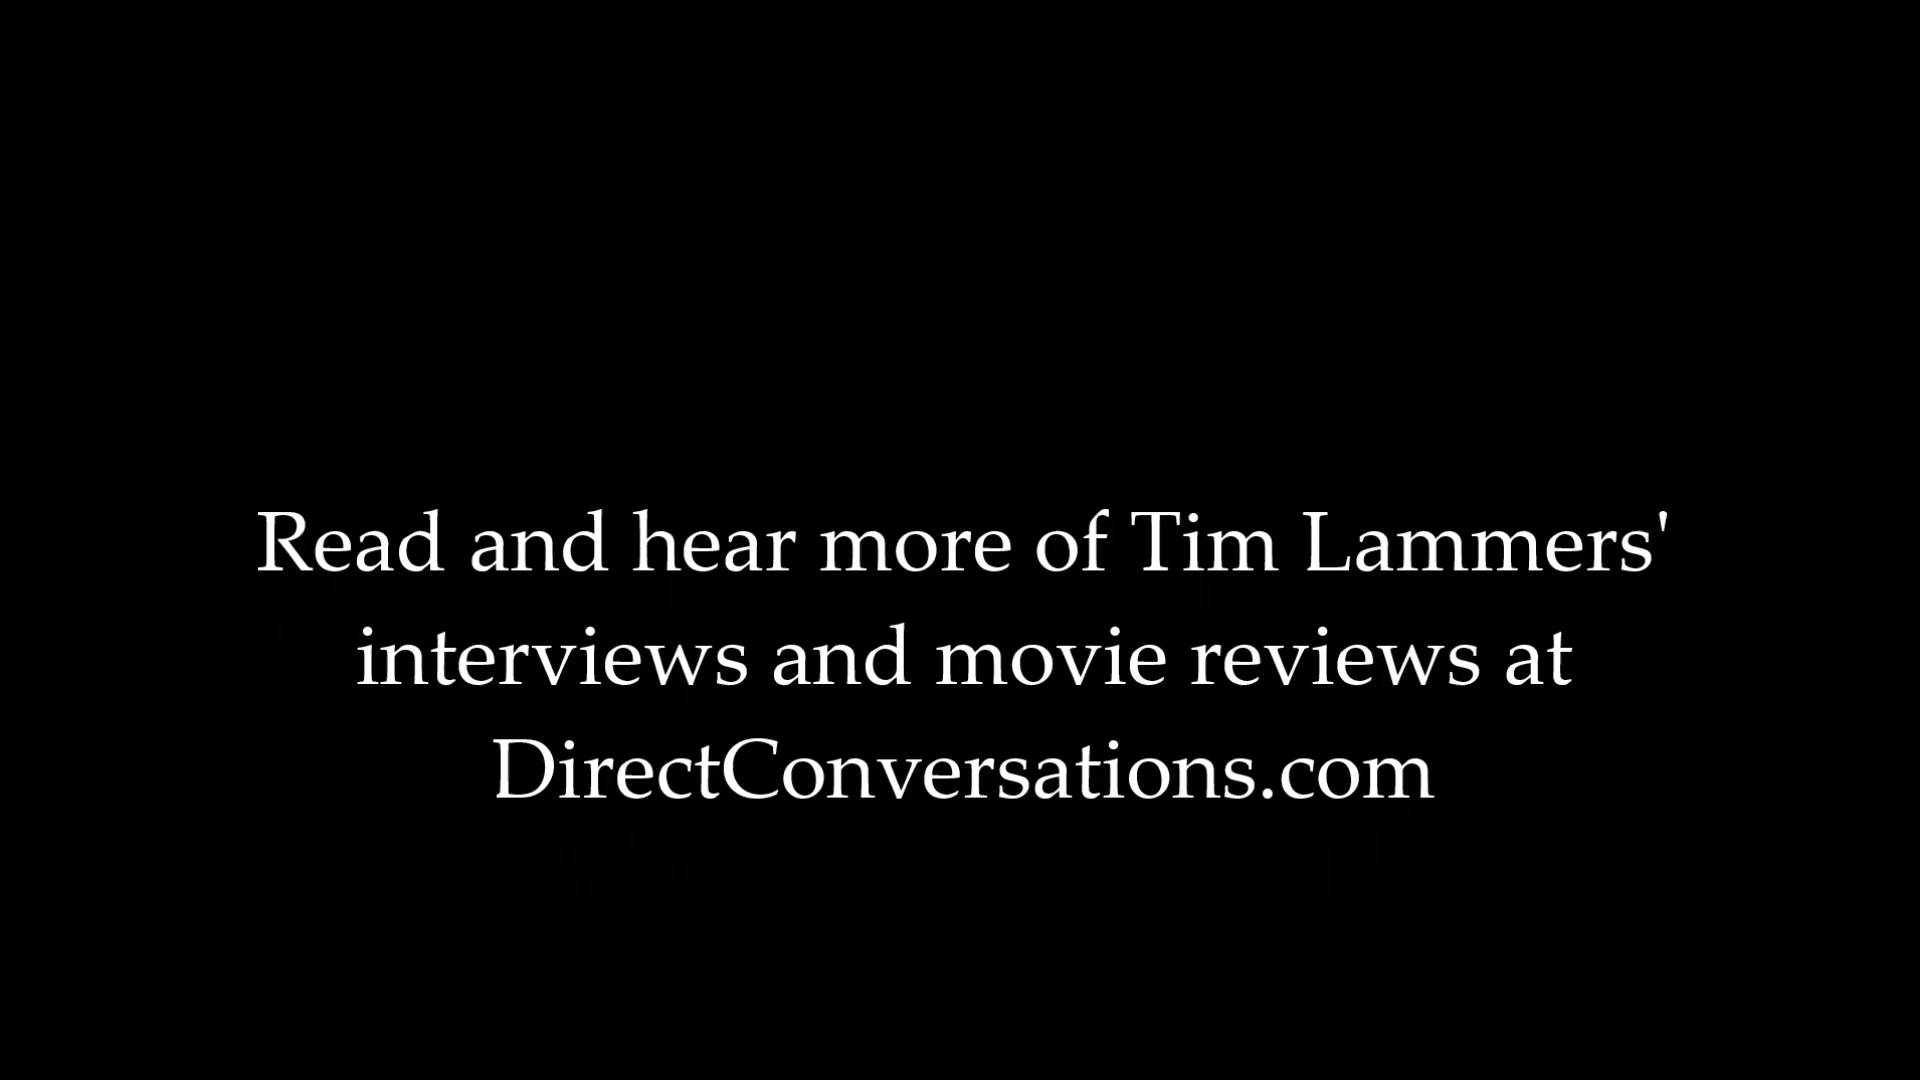 Read and hear more of Tim Lammers'
interviews and movie reviews at
DirectConversations.com